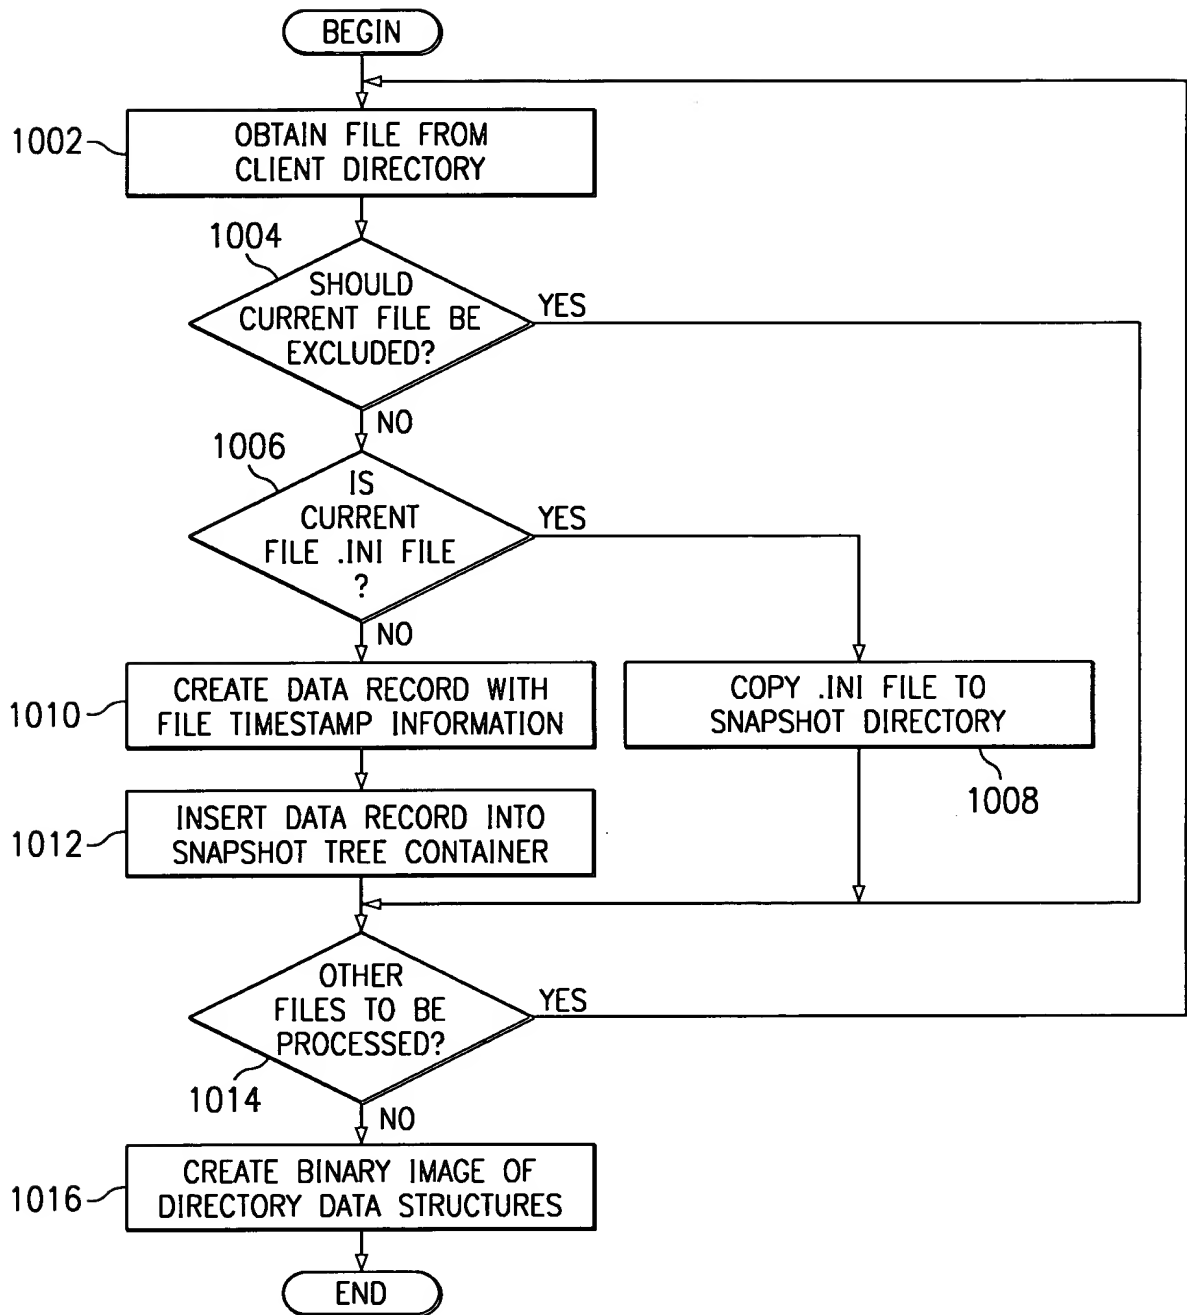 BEGIN
1002
OBTAIN FILE FROM
CLIENT DIRECTORY
1004
SHOULD
CURRENT FILE BE
EXCLUDED?
YES
NO
1006
IS
CURRENT
FILE .INI FILE
?
YES
NO
1010
CREATE DATA RECORD WITH
FILE TIMESTAMP INFORMATION
COPY .INI FILE TO
SNAPSHOT DIRECTORY
1008
1012
INSERT DATA RECORD INTO
SNAPSHOT TREE CONTAINER
OTHER
FILES TO BE
PROCESSED?
YES
1014
NO
1016
CREATE BINARY IMAGE OF
DIRECTORY DATA STRUCTURES
END